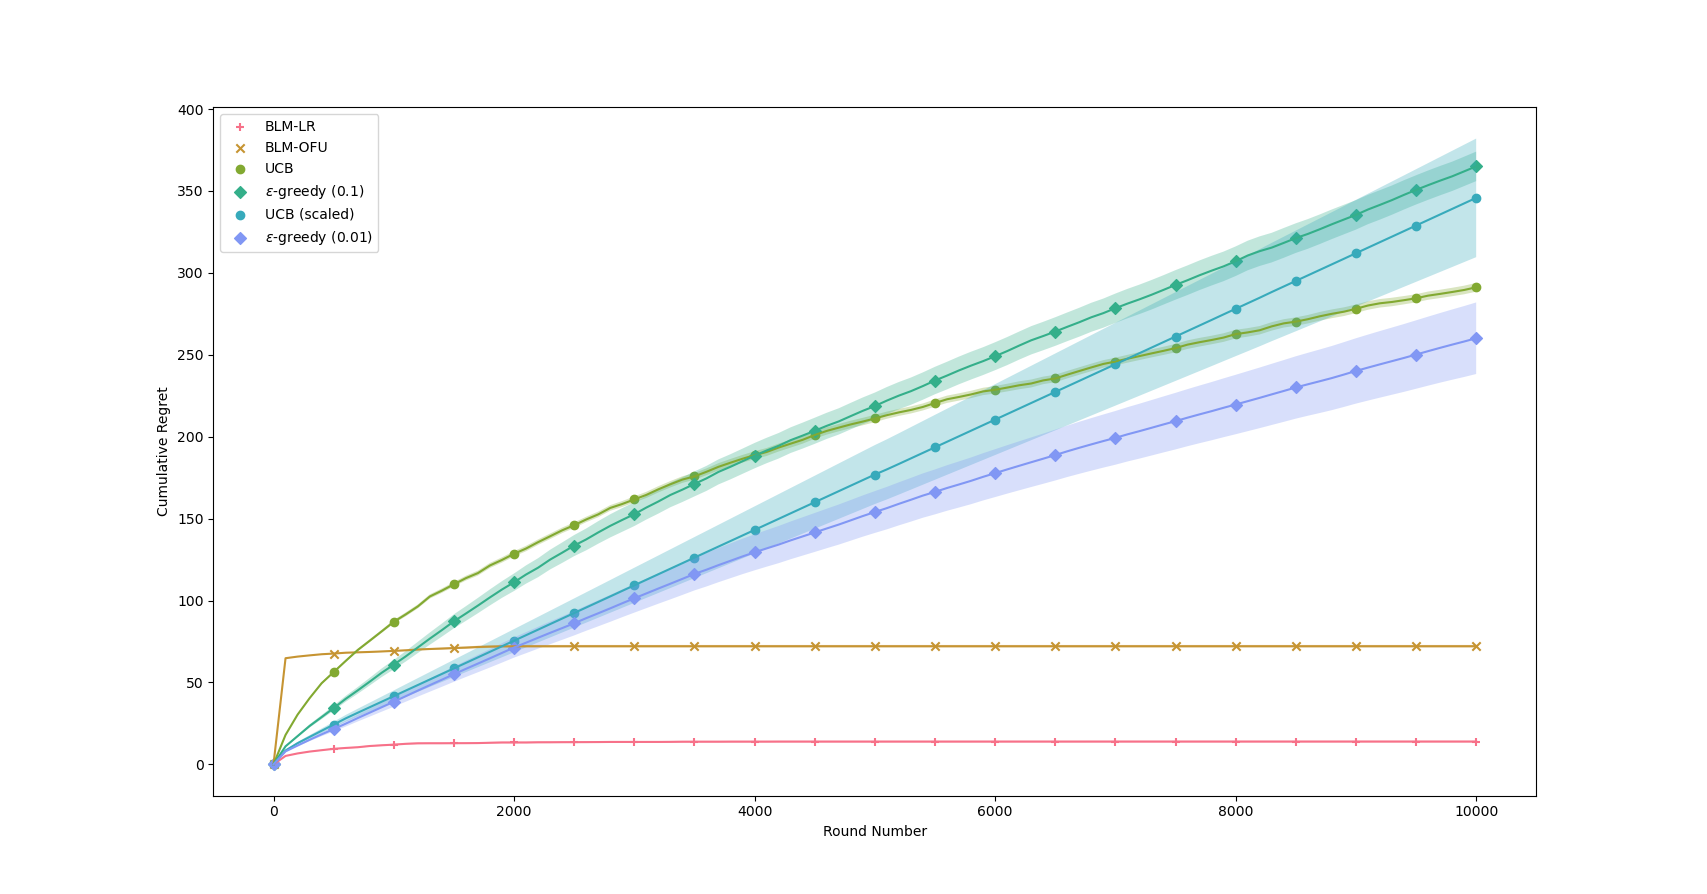 BLM-LR
BLM-OFU
UCB
ε-greedy (0.1)
UCB (scaled)
ε-greedy (0.01)
400
350
300
250
200
150
100
50
0
Cumulative Regret
0 2000 4000 6000 8000 10000
Round Number